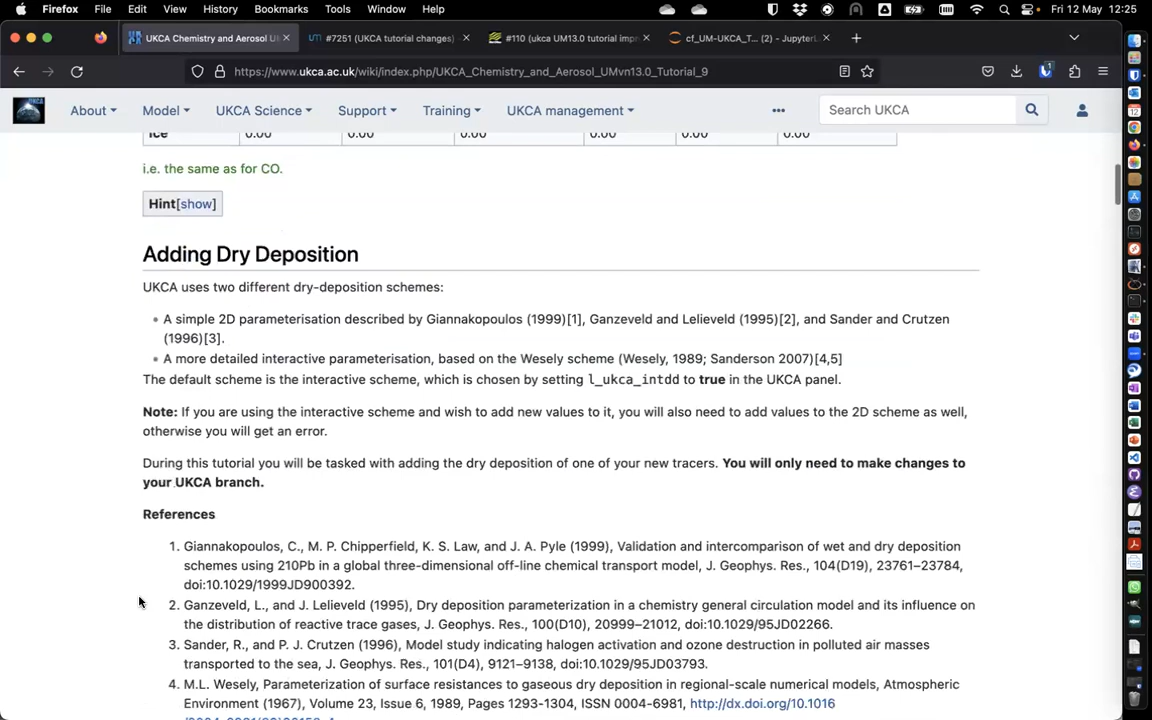 Firefox File Edit View History Bookmarks Tools Window Help Fri 12 May 12:25
UKCA Chemistry and Aerosol U #7251 (UKCA tutorial changes) #110 (ukca UM13.0 tutorial imp cf_UM-UKCA_T... (2) - JupyterL
https://www.ukca.ac.uk/wiki/index.php/UKCA_Chemistry_and_Aerosol_UMvn13.0_Tutorial_9
About Model UKCA Science Support Training UKCA management Search UKCA
Ice 0.00 0.00 0.00 0.00 0.00 0.00
i.e. the same as for CO.
Hint[show]
Adding Dry Deposition
UKCA uses two different dry-deposition schemes:
A simple 2D parameterisation described by Giannakopoulos (1999)[1], Ganzeveld and Lelieveld (1995)[2], and Sander and Crutzen
(1996)[3].
A more detailed interactive parameterisation, based on the Wesely scheme (Wesely, 1989; Sanderson 2007)[4,5]
The default scheme is the interactive scheme, which is chosen by setting l_ukca_intdd to true in the UKCA panel.
Note: If you are using the interactive scheme and wish to add new values to it, you will also need to add values to the 2D scheme as well,
otherwise you will get an error.
During this tutorial you will be tasked with adding the dry deposition of one of your new tracers. You will only need to make changes to
your UKCA branch.
References
1. Giannakopoulos, C., M. P. Chipperfield, K. S. Law, and J. A. Pyle (1999), Validation and intercomparison of wet and dry deposition
schemes using 210Pb in a global three-dimensional off-line chemical transport model, J. Geophys. Res., 104(D19), 23761–23784,
doi:10.1029/1999JD900392.
2. Ganzeveld, L., and J. Lelieveld (1995), Dry deposition parameterization in a chemistry general circulation model and its influence on
the distribution of reactive trace gases, J. Geophys. Res., 100(D10), 20999–21012, doi:10.1029/95JD02266.
3. Sander, R., and P. J. Crutzen (1996), Model study indicating halogen activation and ozone destruction in polluted air masses
transported to the sea, J. Geophys. Res., 101(D4), 9121–9138, doi:10.1029/95JD03793.
4. M.L. Wesely, Parameterization of surface resistances to gaseous dry deposition in regional-scale numerical models, Atmospheric
Environment (1967), Volume 23, Issue 6, 1989, Pages 1293-1304, ISSN 0004-6981, http://dx.doi.org/10.1016